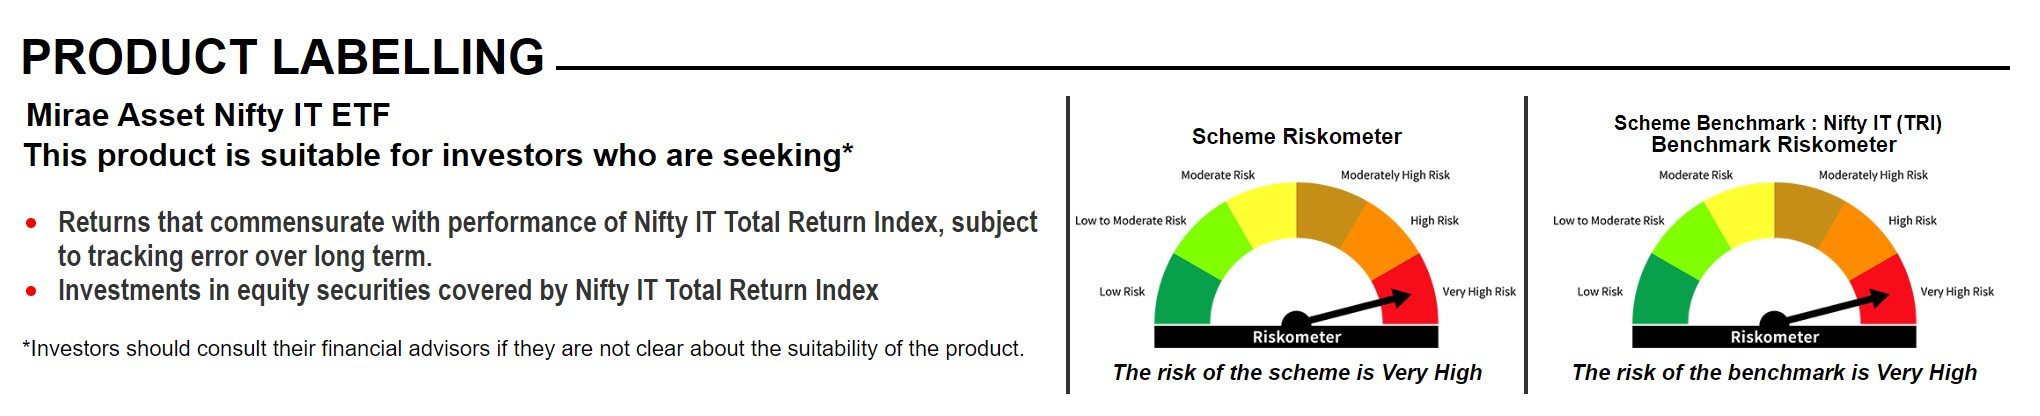 PRODUCT LABELLING
Mirae Asset Nifty IT ETF
This product is suitable for investors who are seeking*
Returns that commensurate with performance of Nifty IT Total Return Index, subject
to tracking error over long term.
Investments in equity securities covered by Nifty IT Total Return Index
*Investors should consult their financial advisors if they are not clear about the suitability of the product.
Scheme Riskometer
Moderate Risk
Moderately High Risk
Low to Moderate Risk
High Risk
Low Risk
Very High Risk
Riskometer
The risk of the scheme is Very High
Scheme Benchmark : Nifty IT (TRI)
Benchmark Riskometer
Moderate Risk
Moderately High Risk
Low to Moderate Risk
High Risk
Low Risk
Very High Risk
Riskometer
The risk of the benchmark is Very High